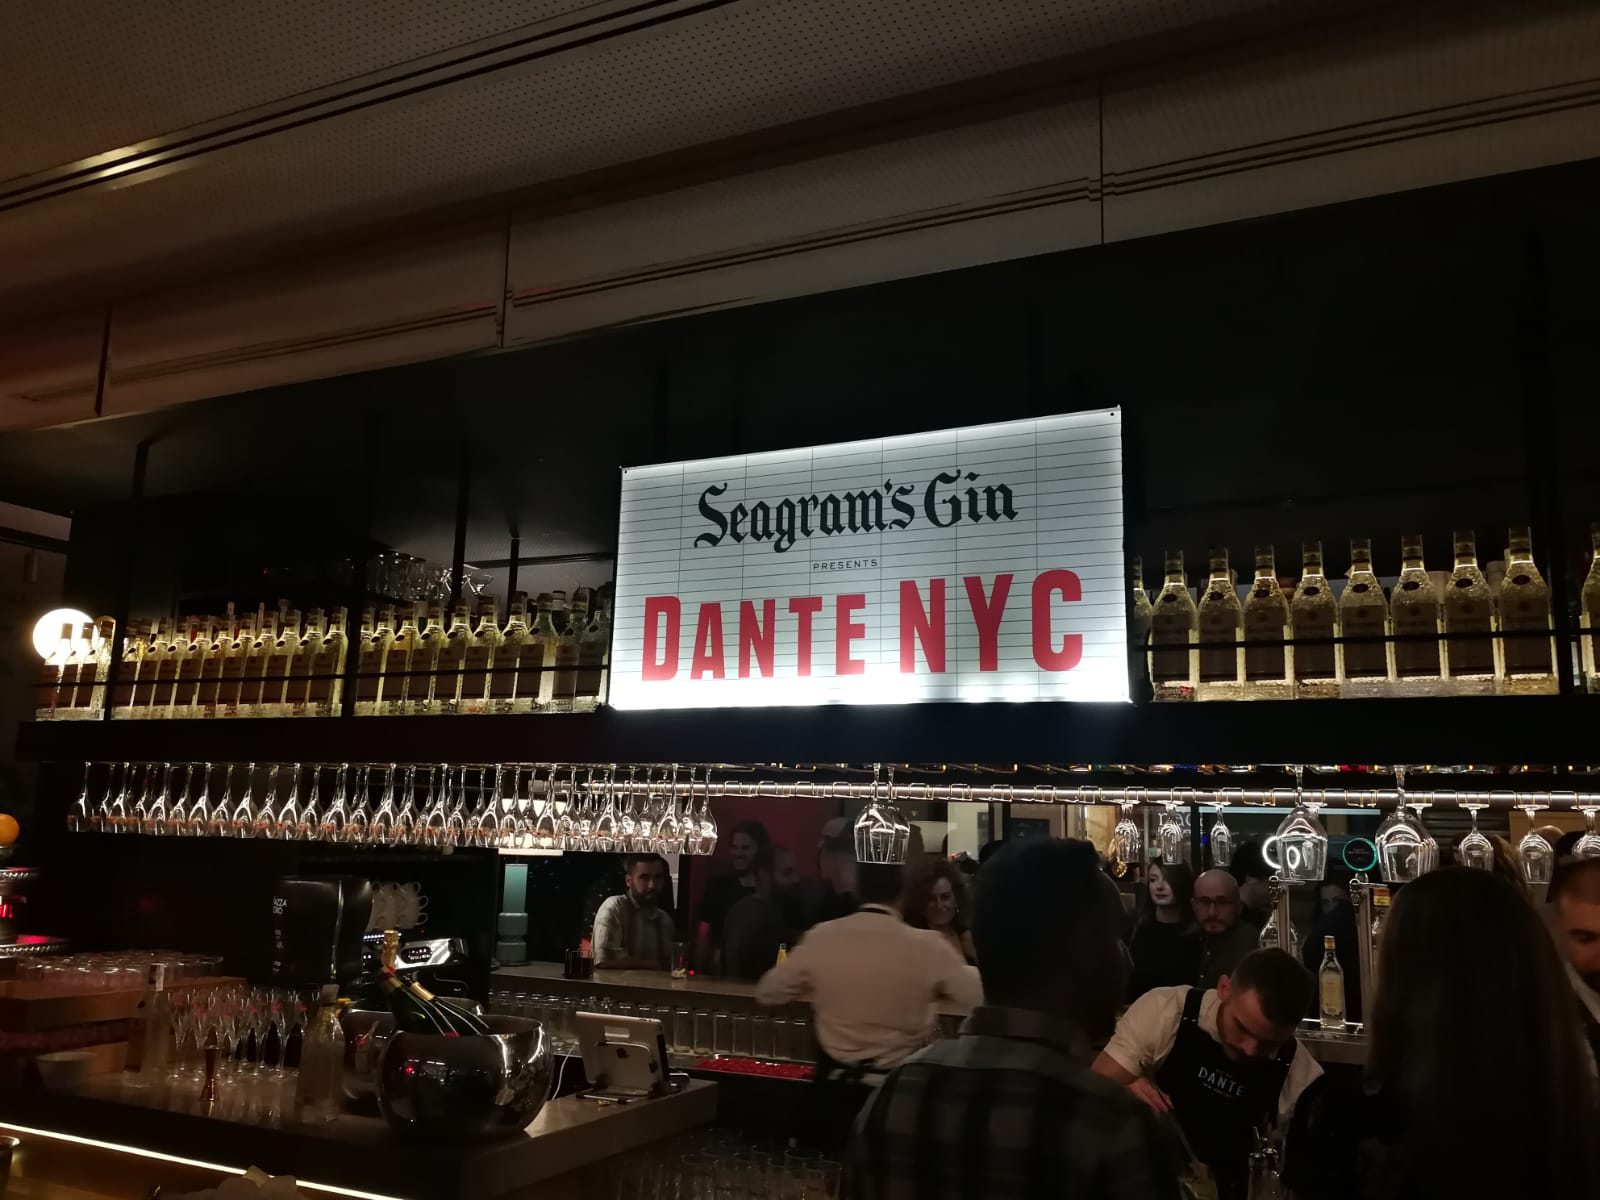 Seagram's Gin
PRESENTS
DANTE NYC
DANTE